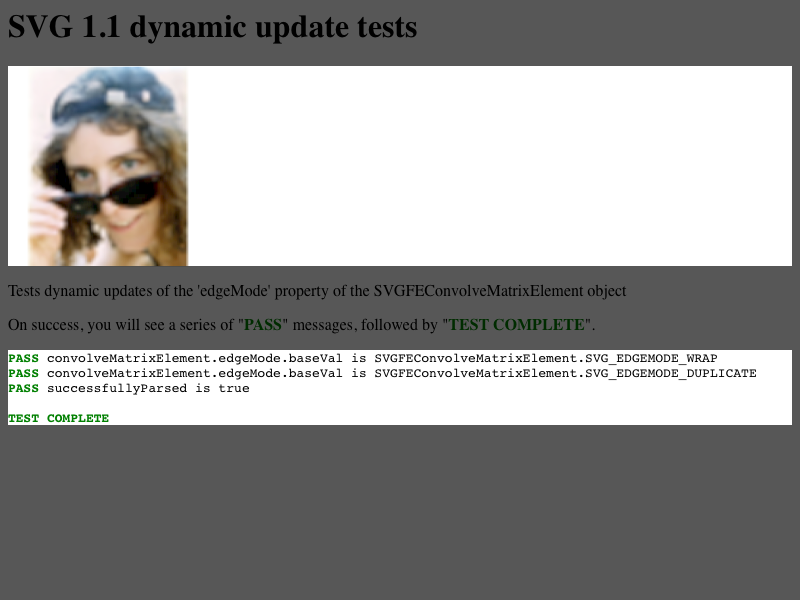 SVG 1.1 dynamic update tests
Tests dynamic updates of the 'edgeMode' property of the SVGFEConvolveMatrixElement object
On success, you will see a series of "PASS" messages, followed by "TEST COMPLETE".
PASS convolveMatrixElement.edgeMode.baseVal is SVGFEConvolveMatrixElement.SVG_EDGEMODE_WRAP
PASS convolveMatrixElement.edgeMode.baseVal is SVGFEConvolveMatrixElement.SVG_EDGEMODE_DUPLICATE
PASS successfullyParsed is true
TEST COMPLETE